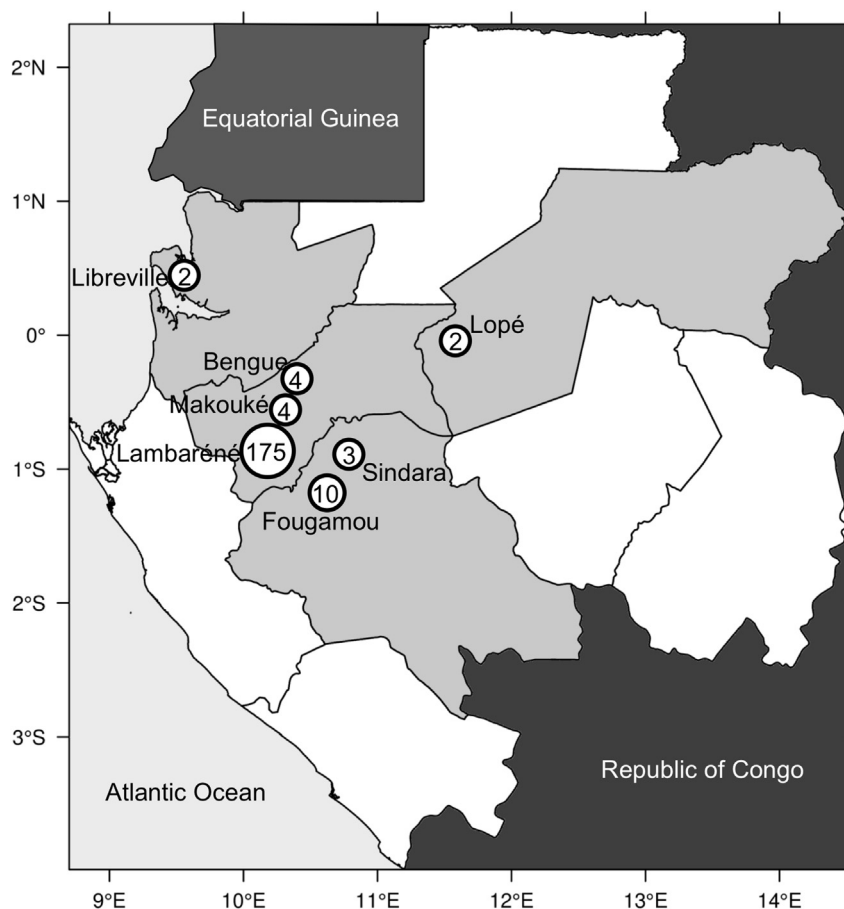 2°N
Equatorial Guinea
1°N
Libreville 2
0°
2 Lopé
Bengue 4
Makouké 4
Lambaréné 175
3
1°S
Sindara
10
Fougamou
2°S
3°S
Republic of Congo
Atlantic Ocean
9°E 10°E 11°E 12°E 13°E 14°E